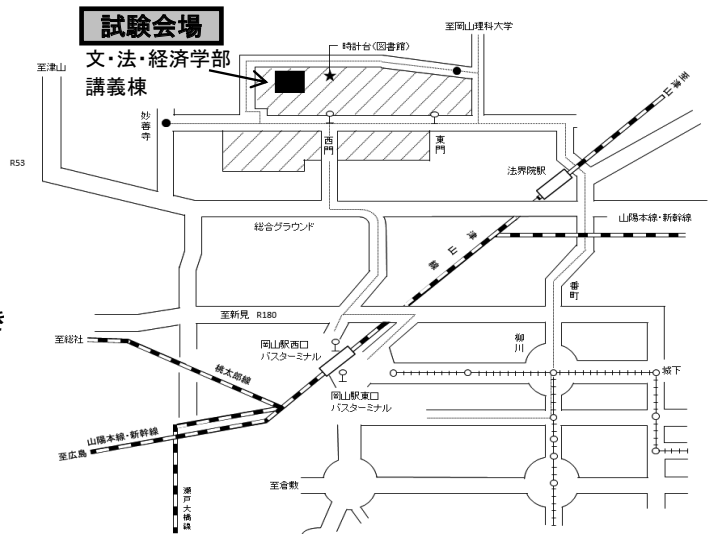 試験会場
文・法・経済学部
講義棟
時計台(図書館)
至岡山理科大学
至津山
至津山
妙善寺
西門
東門
R53
法界院駅
総合グラウンド
山陽本線・新幹線
津山線
番町
至新見 R180
至総社
岡山駅西口
バスターミナル
柳川
城下
桃太郎線
岡山駅東口
バスターミナル
山陽本線・新幹線
至広島
至倉敷
瀬戸大橋線